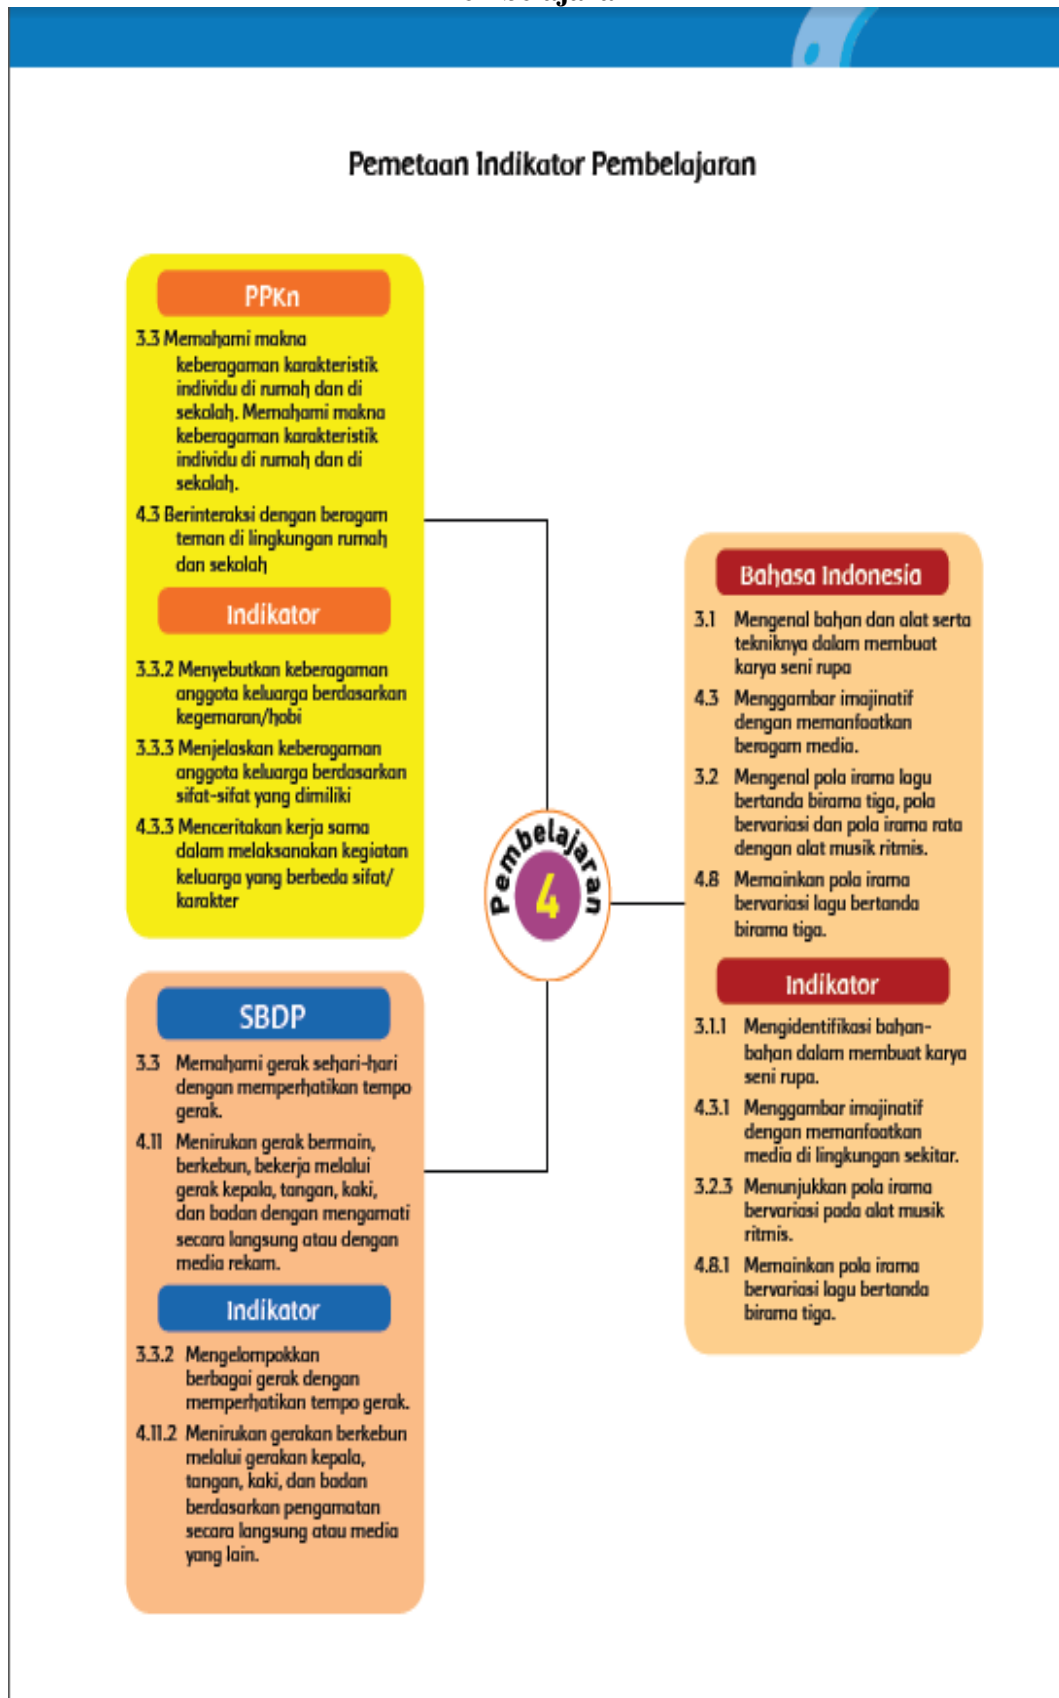 Pemetaan Indikator Pembelajaran
PPKn
3.3 Memahami makna
keberagaman karakteristik
individu di rumah dan di
sekolah. Memahami makna
keberagaman karakteristik
individu di rumah dan di
sekolah.
4.3 Berinteraksi dengan beragam
teman di lingkungan rumah
dan sekolah
Indikator
3.3.2 Menyebutkan keberagaman
anggota keluarga berdasarkan
kegemaran/hobi
3.3.3 Menjelaskan keberagaman
anggota keluarga berdasarkan
sifat-sifat yang dimiliki
4.3.3 Menceritakan kerja sama
dalam melaksanakan kegiatan
keluarga yang berbeda sifat/
karakter
SBDP
3.3 Memahami gerak sehari-hari
dengan memperhatikan tempo
gerak.
4.11 Menirukan gerak bermain,
berkebun, bekerja melalui
gerak kepala, tangan, kaki,
dan badan dengan mengamati
secara langsung atau dengan
media rekam.
Indikator
3.3.2 Mengelompokkan
berbagai gerak dengan
memperhatikan tempo gerak.
4.11.2 Menirukan gerakan berkebun
melalui gerakan kepala,
tangan, kaki, dan badan
berdasarkan pengamatan
secara langsung atau media
yang lain.
Pembelajaran
4
Bahasa Indonesia
3.1 Mengenal bahan dan alat serta
tekniknya dalam membuat
karya seni rupa
4.3 Menggambar imajinatif
dengan memanfaatkan
beragam media.
3.2 Mengenal pola irama lagu
bertanda birama tiga, pola
bervariasi dan pola irama rata
dengan alat musik ritmis.
4.8 Memainkan pola irama
bervariasi lagu bertanda
birama tiga.
Indikator
3.1.1 Mengidentifikasi bahan-
bahan dalam membuat karya
seni rupa.
4.3.1 Menggambar imajinatif
dengan memanfaatkan
media di lingkungan sekitar.
3.2.3 Menunjukkan pola irama
bervariasi pada alat musik
ritmis.
4.8.1 Memainkan pola irama
bervariasi lagu bertanda
birama tiga.